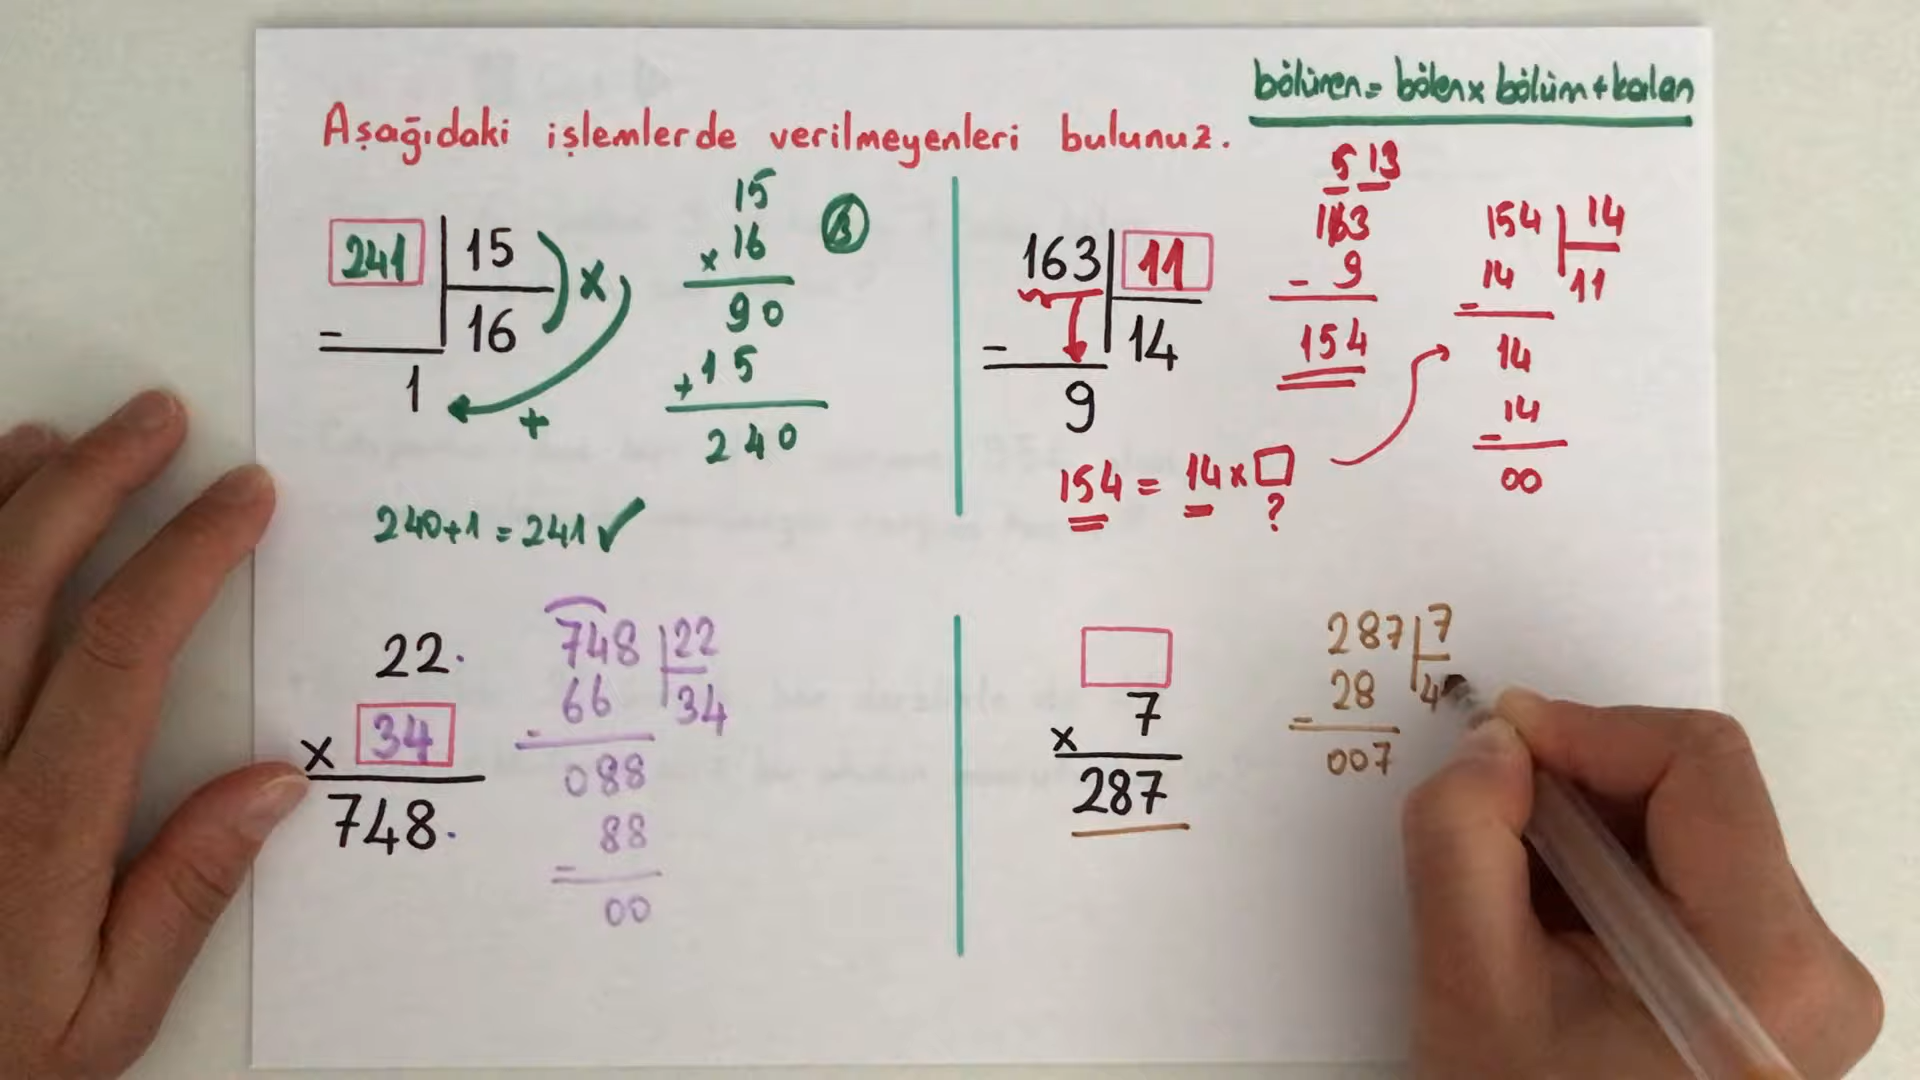 bölünen = bölen x bölüm + kalan
Aşağıdaki işlemlerde verilmeyenleri bulunuz.
241 15
16
-
1
x
+
15
x 16
90
+ 15
240
240+1 = 241 ✓
163 11
14
-
9
5 13
163
- 9
154
154 = 14 x □
?
154 14
- 14 11
14
- 14
00
22.
x 34
748.
748 22
- 66 34
088
- 88
00
□
x 7
287
287 7
- 28 4
007